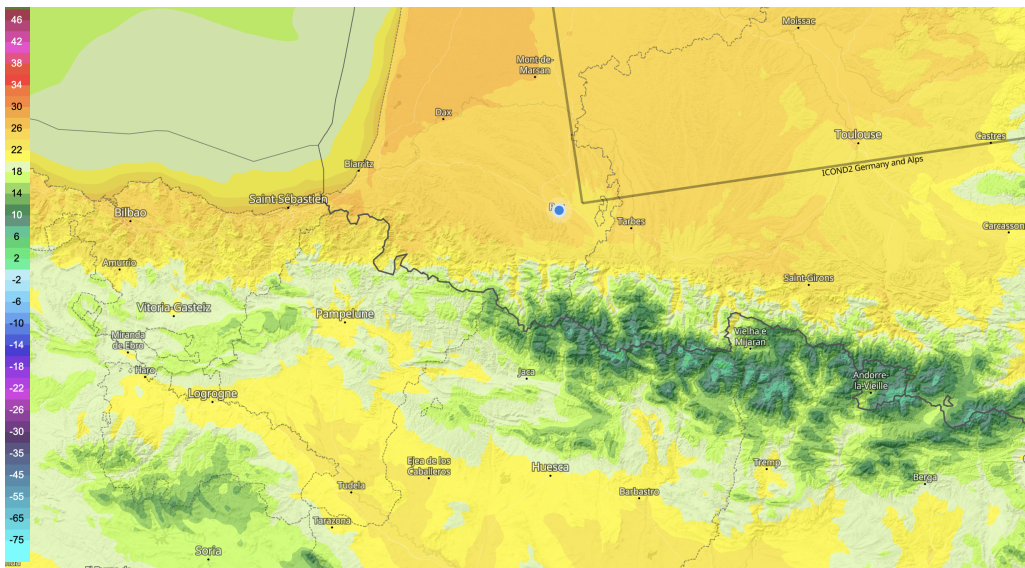 46
42
38
34
30
26
22
18
14
10
6
2
-2
-6
-10
-14
-18
-22
-26
-30
-35
-45
-55
-65
-75
Moissac
Mont-de-
Marsan
Dax
Toulouse
Castres
Biarritz
ICOND2 Germany and Alps
Saint Sébastien
Bilbao
Tarbes
Carcasson
Amurrio
Saint-Girons
Vitoria-Gasteiz
Pampelune
Miranda
de Ebro
Vielha e
Mijaran
Haro
Jaca
Andorre-
la-Vieille
Logrogne
Ejea de los
Caballeros
Huesca
Tremp
Berga
Tudela
Barbastro
Tarazona
Soria